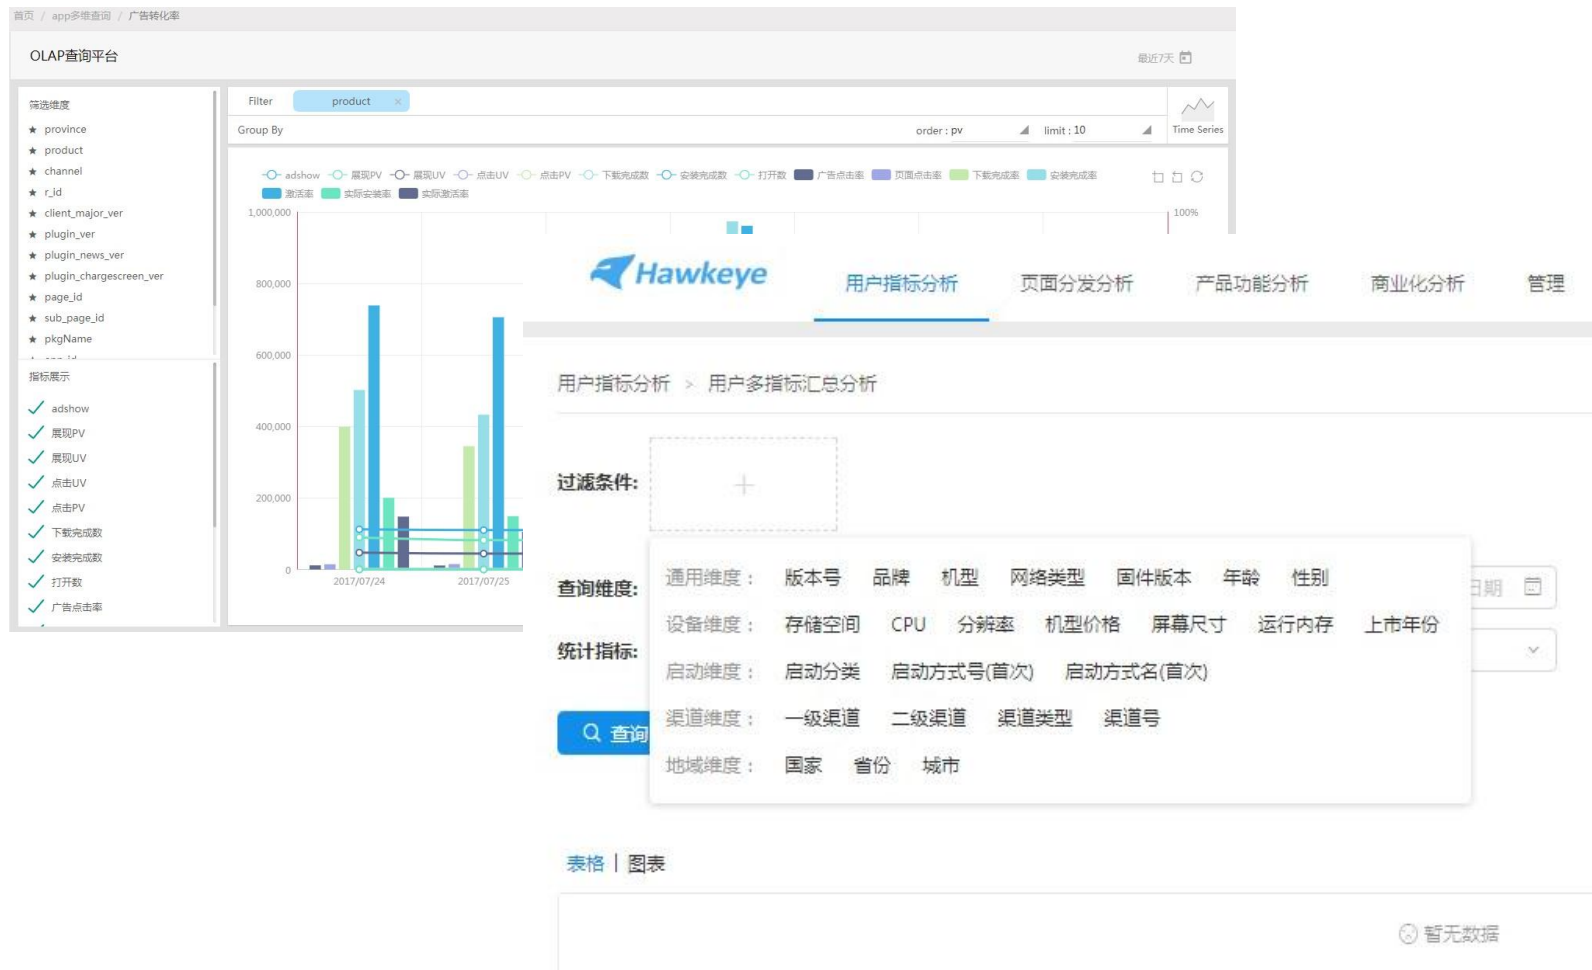 首页 / app多维查询 / 广告转化率
OLAP查询平台
最近7天
筛选维度
province
product
channel
r_id
client_major_ver
plugin_ver
plugin_news_ver
plugin_chargescreen_ver
page_id
sub_page_id
pkgName
指标展示
adshow
展现PV
展现UV
点击UV
点击PV
下载完成数
安装完成数
打开数
广告点击率
Filter product ×
Group By order : pv limit : 10
Time Series
adshow 展现PV 展现UV 点击UV 点击PV 下载完成数 安装完成数 打开数 广告点击率 页面点击率 下载完成率 安装完成率
激活率 实际安装率 实际激活率
1,000,000 100%
800,000
600,000
400,000
200,000
0
2017/07/24 2017/07/25
Hawkeye 用户指标分析 页面分发分析 产品功能分析 商业化分析 管理
用户指标分析 > 用户多指标汇总分析
过滤条件: +
查询维度: 日期
统计指标:
查询
通用维度： 版本号 品牌 机型 网络类型 固件版本 年龄 性别
设备维度： 存储空间 CPU 分辨率 机型价格 屏幕尺寸 运行内存 上市年份
启动维度： 启动分类 启动方式号(首次) 启动方式名(首次)
渠道维度： 一级渠道 二级渠道 渠道类型 渠道号
地域维度： 国家 省份 城市
表格 | 图表
暂无数据